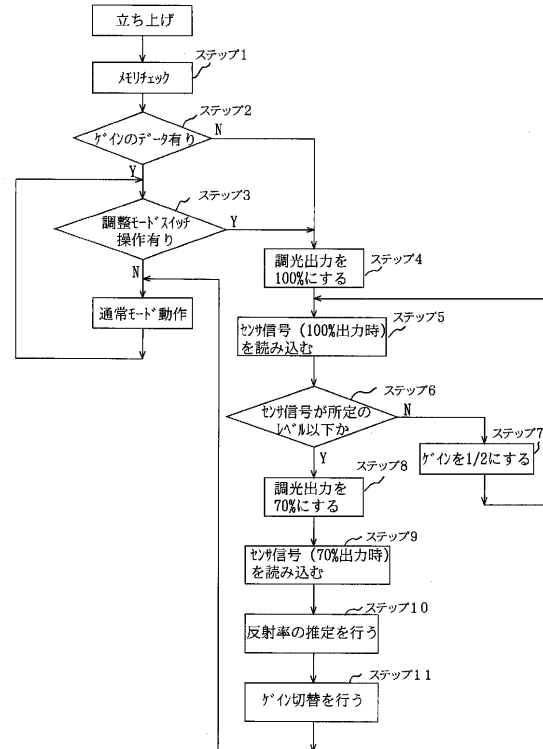 立ち上げ
ステップ1
メモリチェック
ステップ2
ゲインのデータ有り
N
Y
ステップ3
調整モードスイッチ
操作有り
Y
N
通常モード動作
調光出力を
100%にする
ステップ4
ステップ5
センサ信号(100%出力時)
を読み込む
ステップ6
センサ信号が所定の
レベル以下か
N
Y
ステップ7
ゲインを1/2にする
ステップ8
調光出力を
70%にする
ステップ9
センサ信号(70%出力時)
を読み込む
ステップ10
反射率の推定を行う
ステップ11
ゲイン切替を行う